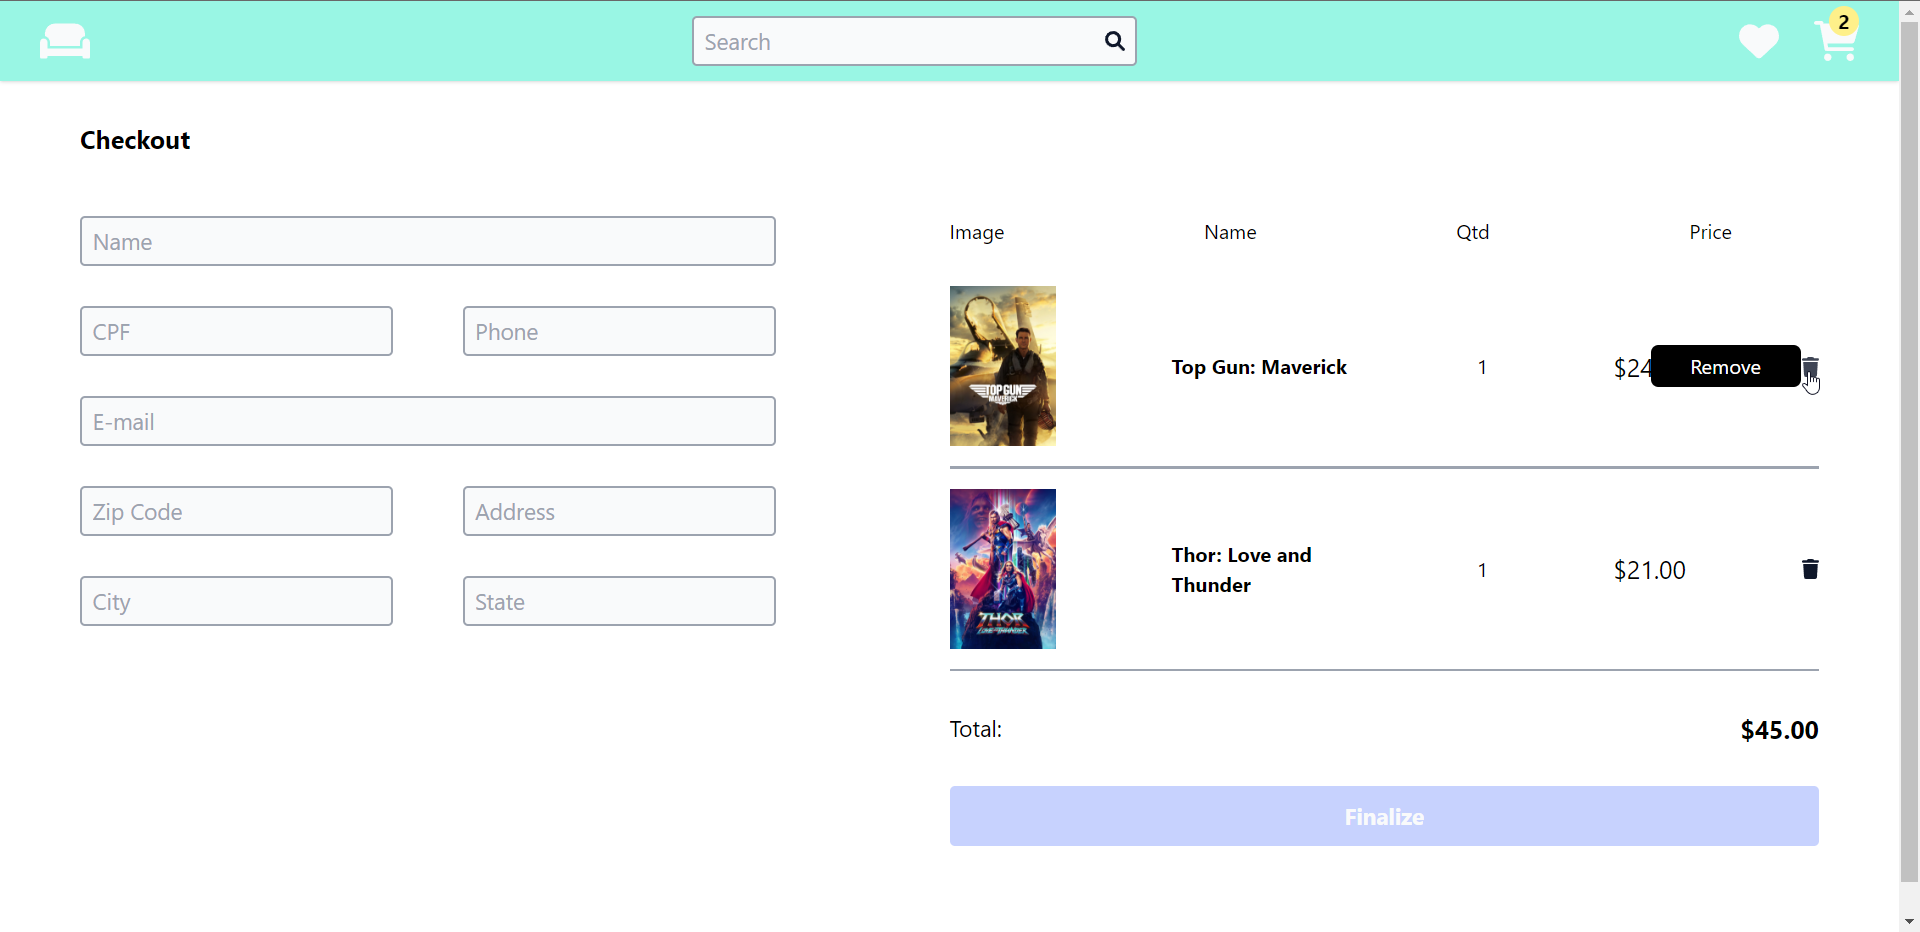 Search
2
Checkout
Name
CPF
Phone
E-mail
Zip Code
Address
City
State
Image Name Qtd Price
TOP GUN
MAVERICK
Top Gun: Maverick 1 $24 Remove
THOR
LOVE AND THUNDER
Thor: Love and
Thunder
1 $21.00
Total: $45.00
Finalize